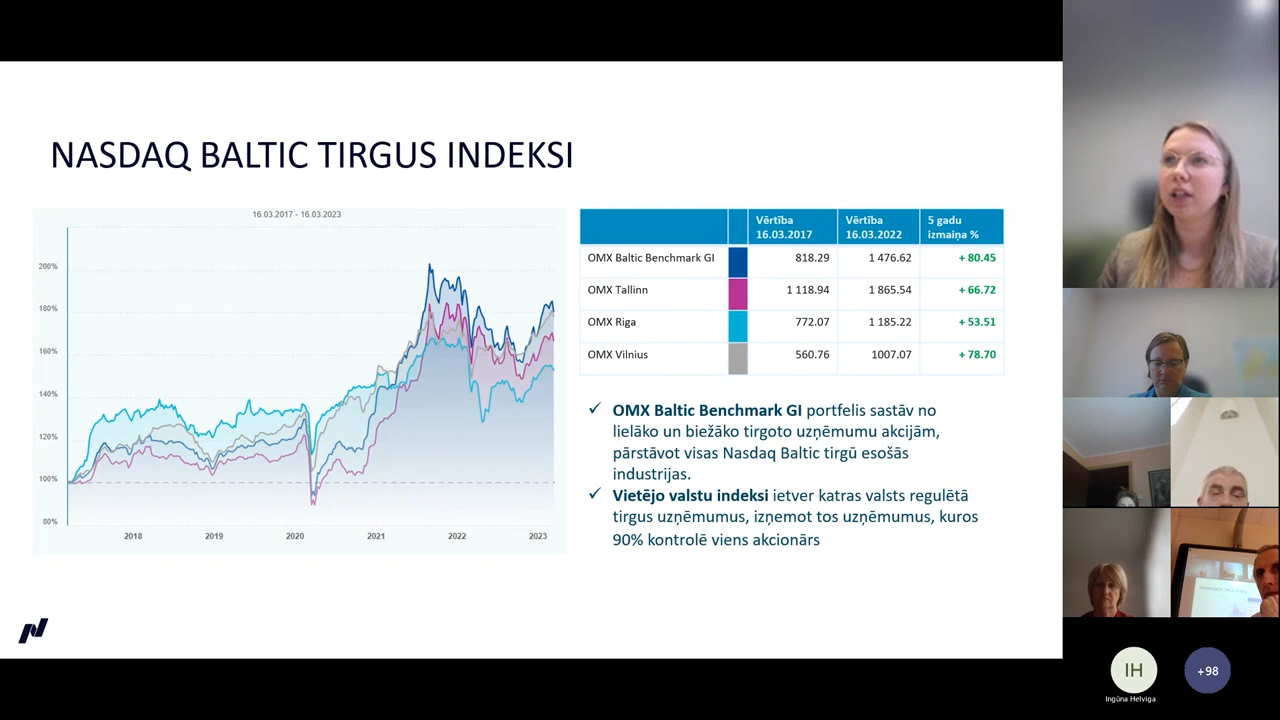 NASDAQ BALTIC TIRGUS INDEKSI
16.03.2017 - 16.03.2023
200%
180%
160%
140%
120%
100%
80%
2018 2019 2020 2021 2022 2023
Vērtība 16.03.2017 Vērtība 16.03.2022 5 gadu izmaiņa %
OMX Baltic Benchmark GI 818.29 1 476.62 + 80.45
OMX Tallinn 1 118.94 1 865.54 + 66.72
OMX Riga 772.07 1 185.22 + 53.51
OMX Vilnius 560.76 1007.07 + 78.70
✓ OMX Baltic Benchmark GI portfelis sastāv no
lielāko un biežāko tirgoto uzņēmumu akcijām,
pārstāvot visas Nasdaq Baltic tirgū esošās
industrijas.
✓ Vietējo valstu indeksi ietver katras valsts regulētā
tirgus uzņēmumus, izņemot tos uzņēmumus, kuros
90% kontrolē viens akcionārs
IH
Ingūna Helviga
+98